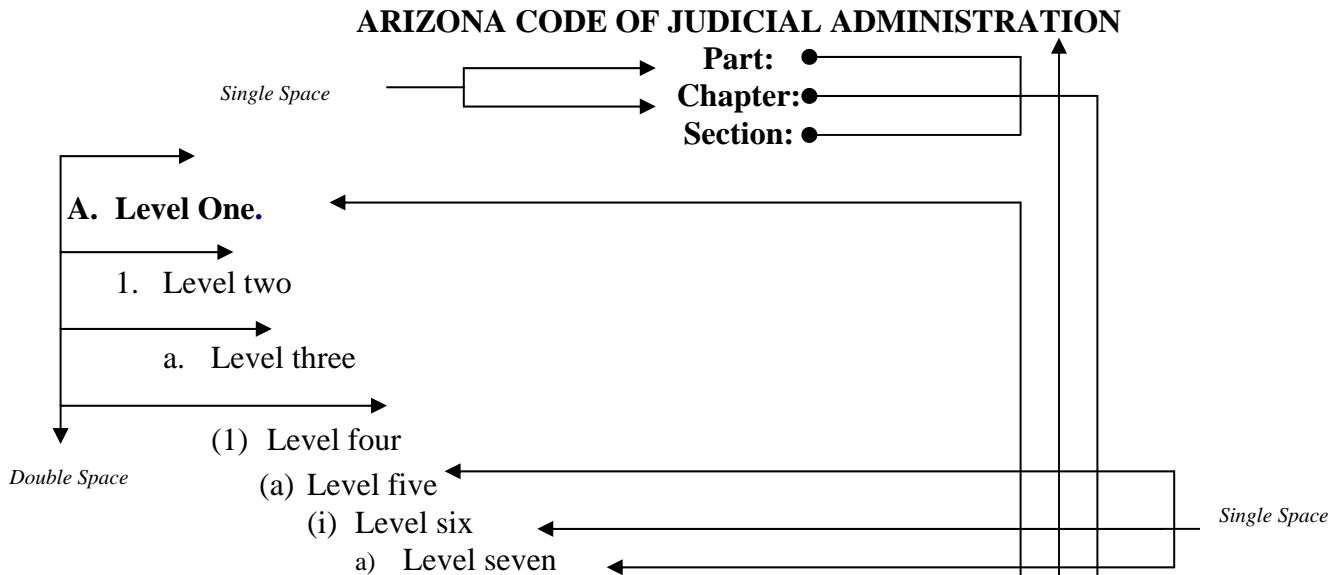 ARIZONA CODE OF JUDICIAL ADMINISTRATION
Part:
Single Space
Chapter:
Section:
A. Level One.
1. Level two
a. Level three
(1) Level four
Double Space
(a) Level five
(i) Level six
Single Space
a) Level seven